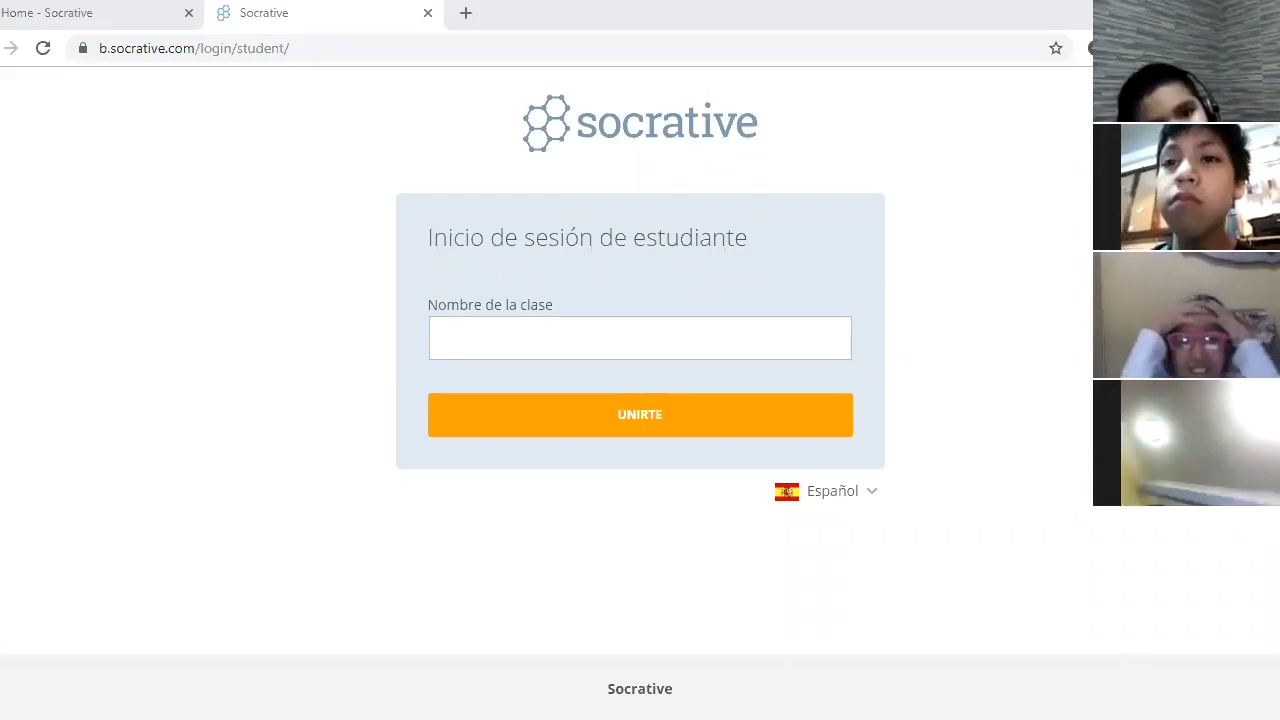 Home - Socrative
Socrative
b.socrative.com/login/student/
socrative
Inicio de sesión de estudiante
Nombre de la clase
UNIRTE
Español
Socrative